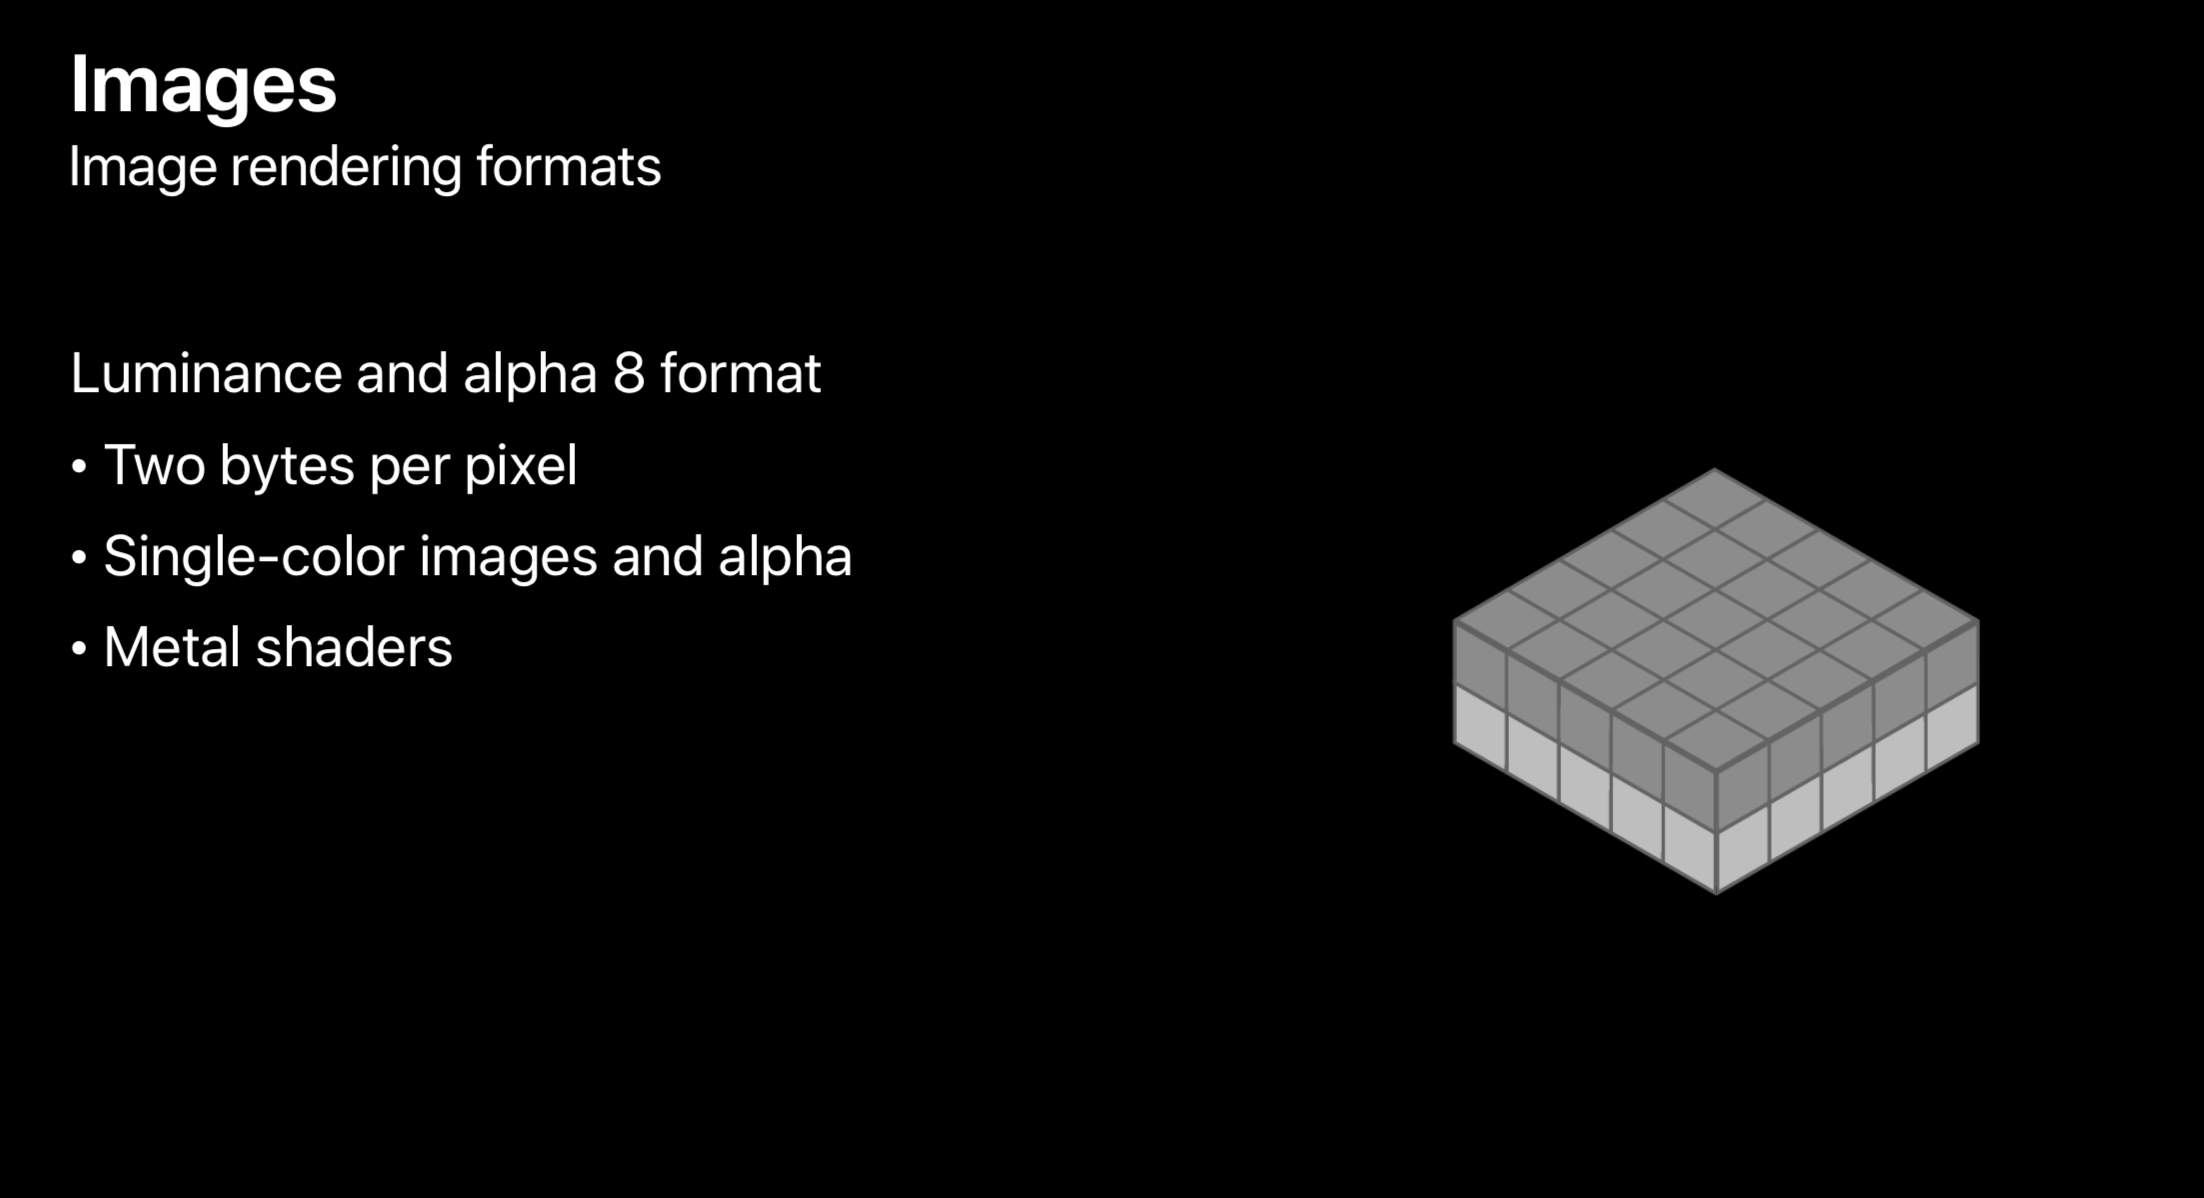 Images
Image rendering formats
Luminance and alpha 8 format
• Two bytes per pixel
• Single-color images and alpha
• Metal shaders